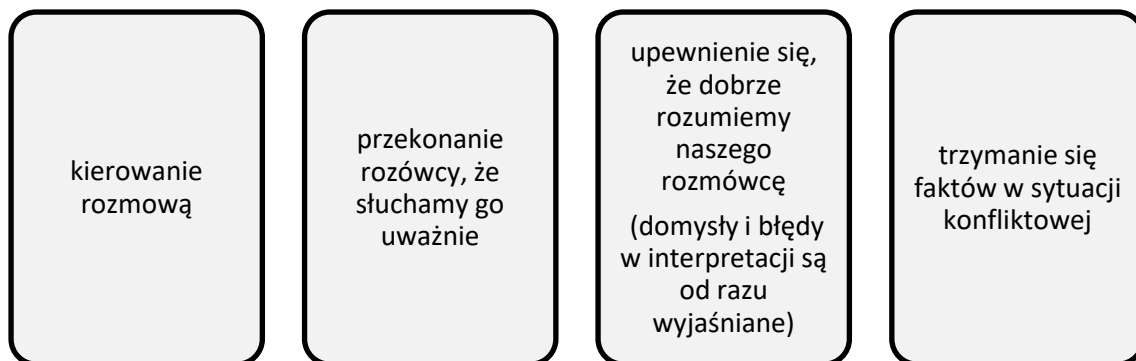 kierowanie
rozmową
przekonanie
rozówcy, że
słuchamy go
uważnie
upewnienie się,
że dobrze
rozumiemy
naszego
rozmówcę
(domysły i błędy
w interpretacji są
od razu
wyjaśniane)
trzymanie się
faktów w sytuacji
konfliktowej